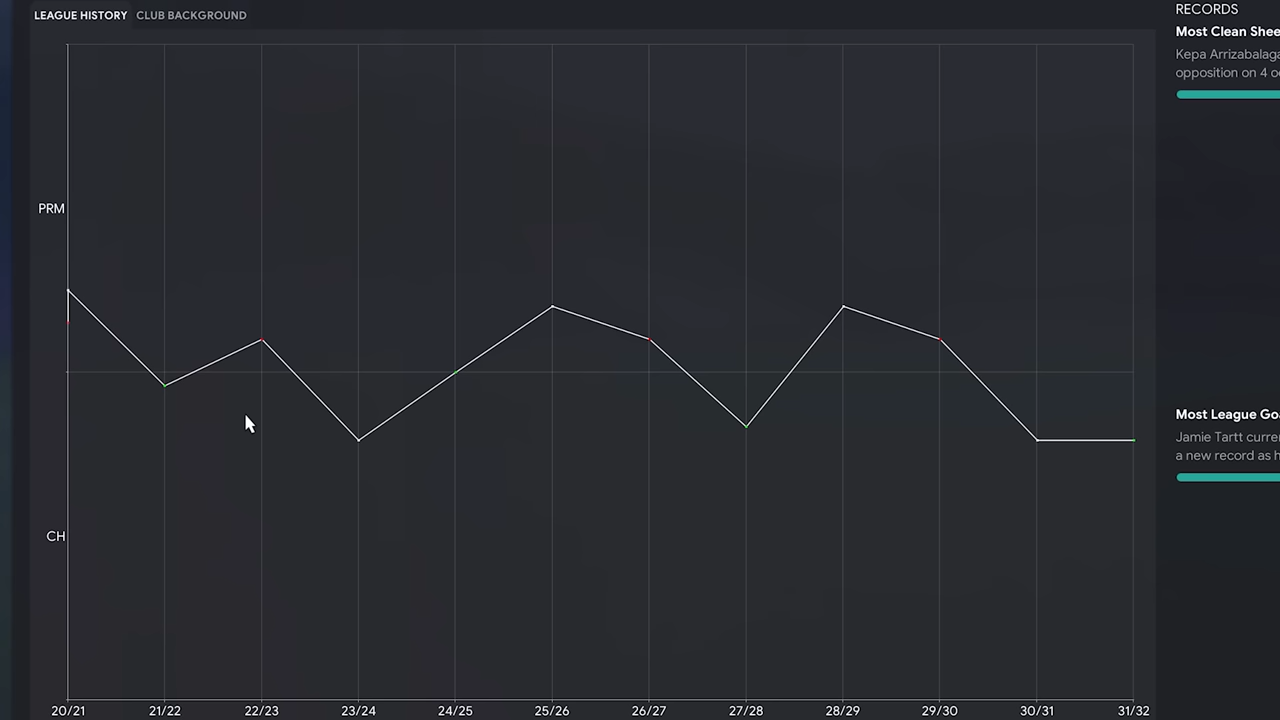 LEAGUE HISTORY CLUB BACKGROUND
PRM
CH
20/21 21/22 22/23 23/24 24/25 25/26 26/27 27/28 28/29 29/30 30/31 31/32
RECORDS
Most Clean Shee
Kepa Arrizabalaga
opposition on 4 o
Most League Goa
Jamie Tartt curre
a new record as h